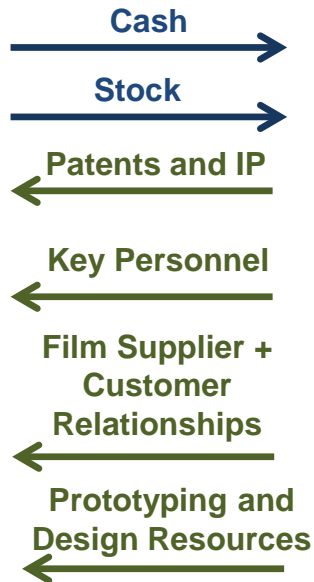 Cash
Stock
Patents and IP
Key Personnel
Film Supplier +
Customer
Relationships
Prototyping and
Design Resources